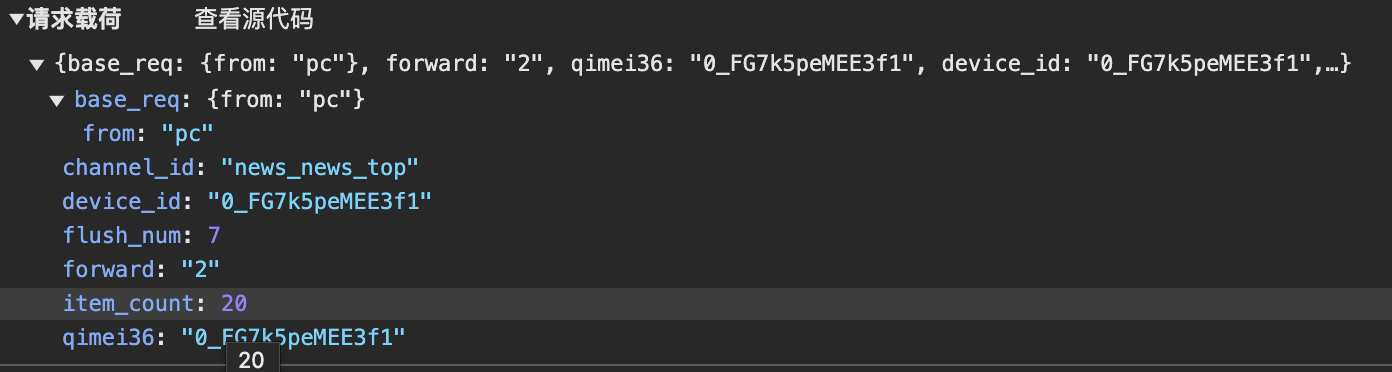 ▼请求载荷 查看源代码
▼ {base_req: {from: "pc"}, forward: "2", qimei36: "0_FG7k5peMEE3f1", device_id: "0_FG7k5peMEE3f1",…}
▼ base_req: {from: "pc"}
from: "pc"
channel_id: "news_news_top"
device_id: "0_FG7k5peMEE3f1"
flush_num: 7
forward: "2"
item_count: 20
qimei36: "0_FG7k5peMEE3f1"
20